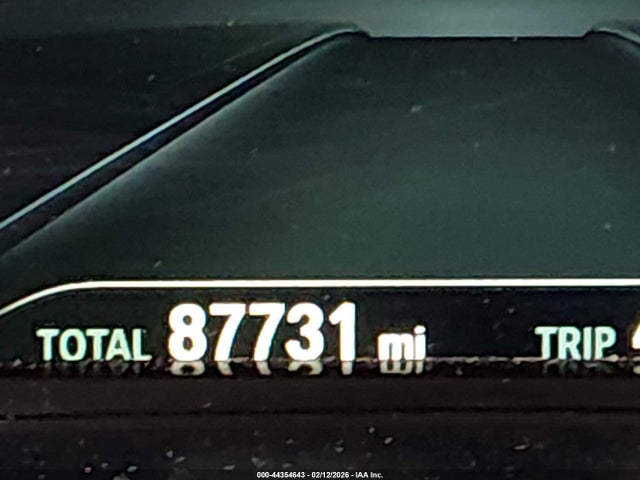 TOTAL 87731 mi TRIP
000-44354643 - 02/12/2026 - IAA Inc.